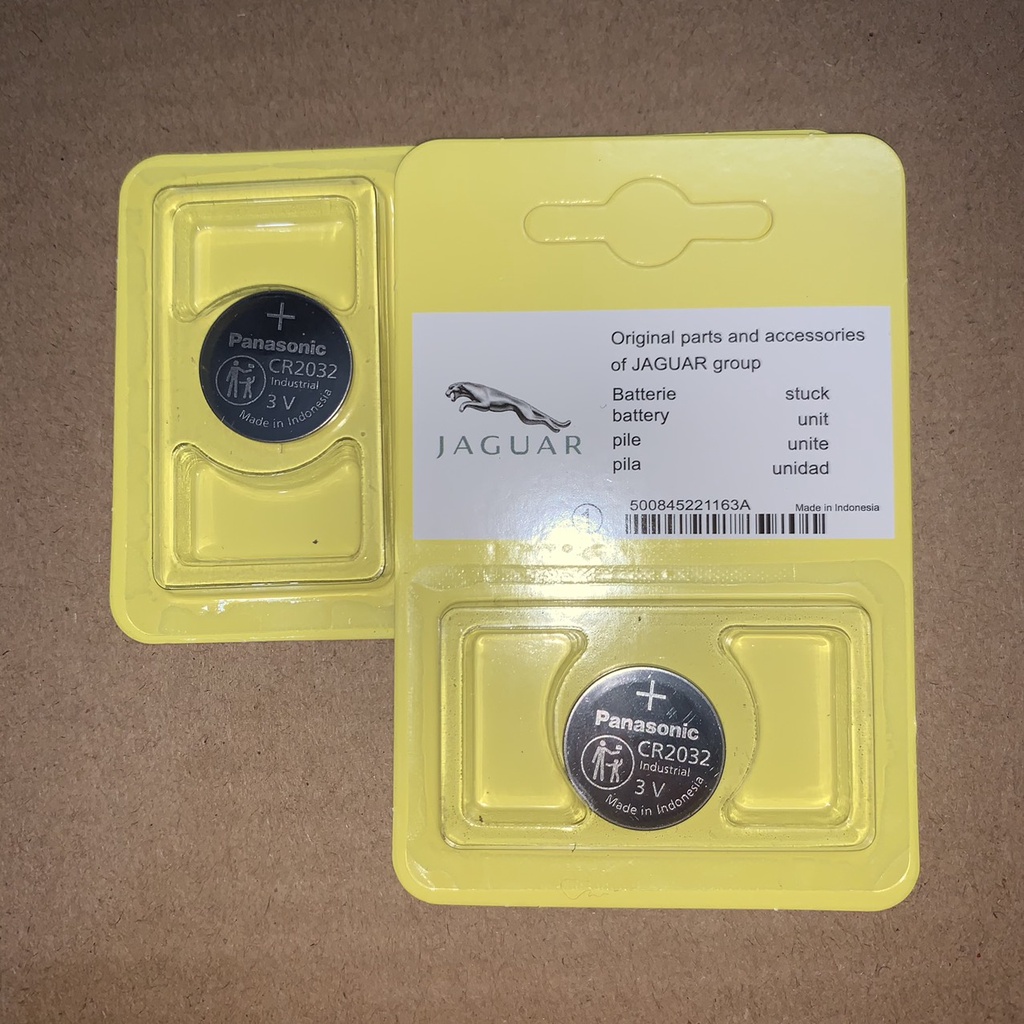 +
Panasonic
CR2032
Industrial
3 V
Made in Indonesia
Original parts and accessories
of JAGUAR group
JAGUAR
Batterie stuck
battery unit
pile unite
pila unidad
1
500845221163A Made in Indonesia
+
Panasonic
CR2032
Industrial
3 V
Made in Indonesia